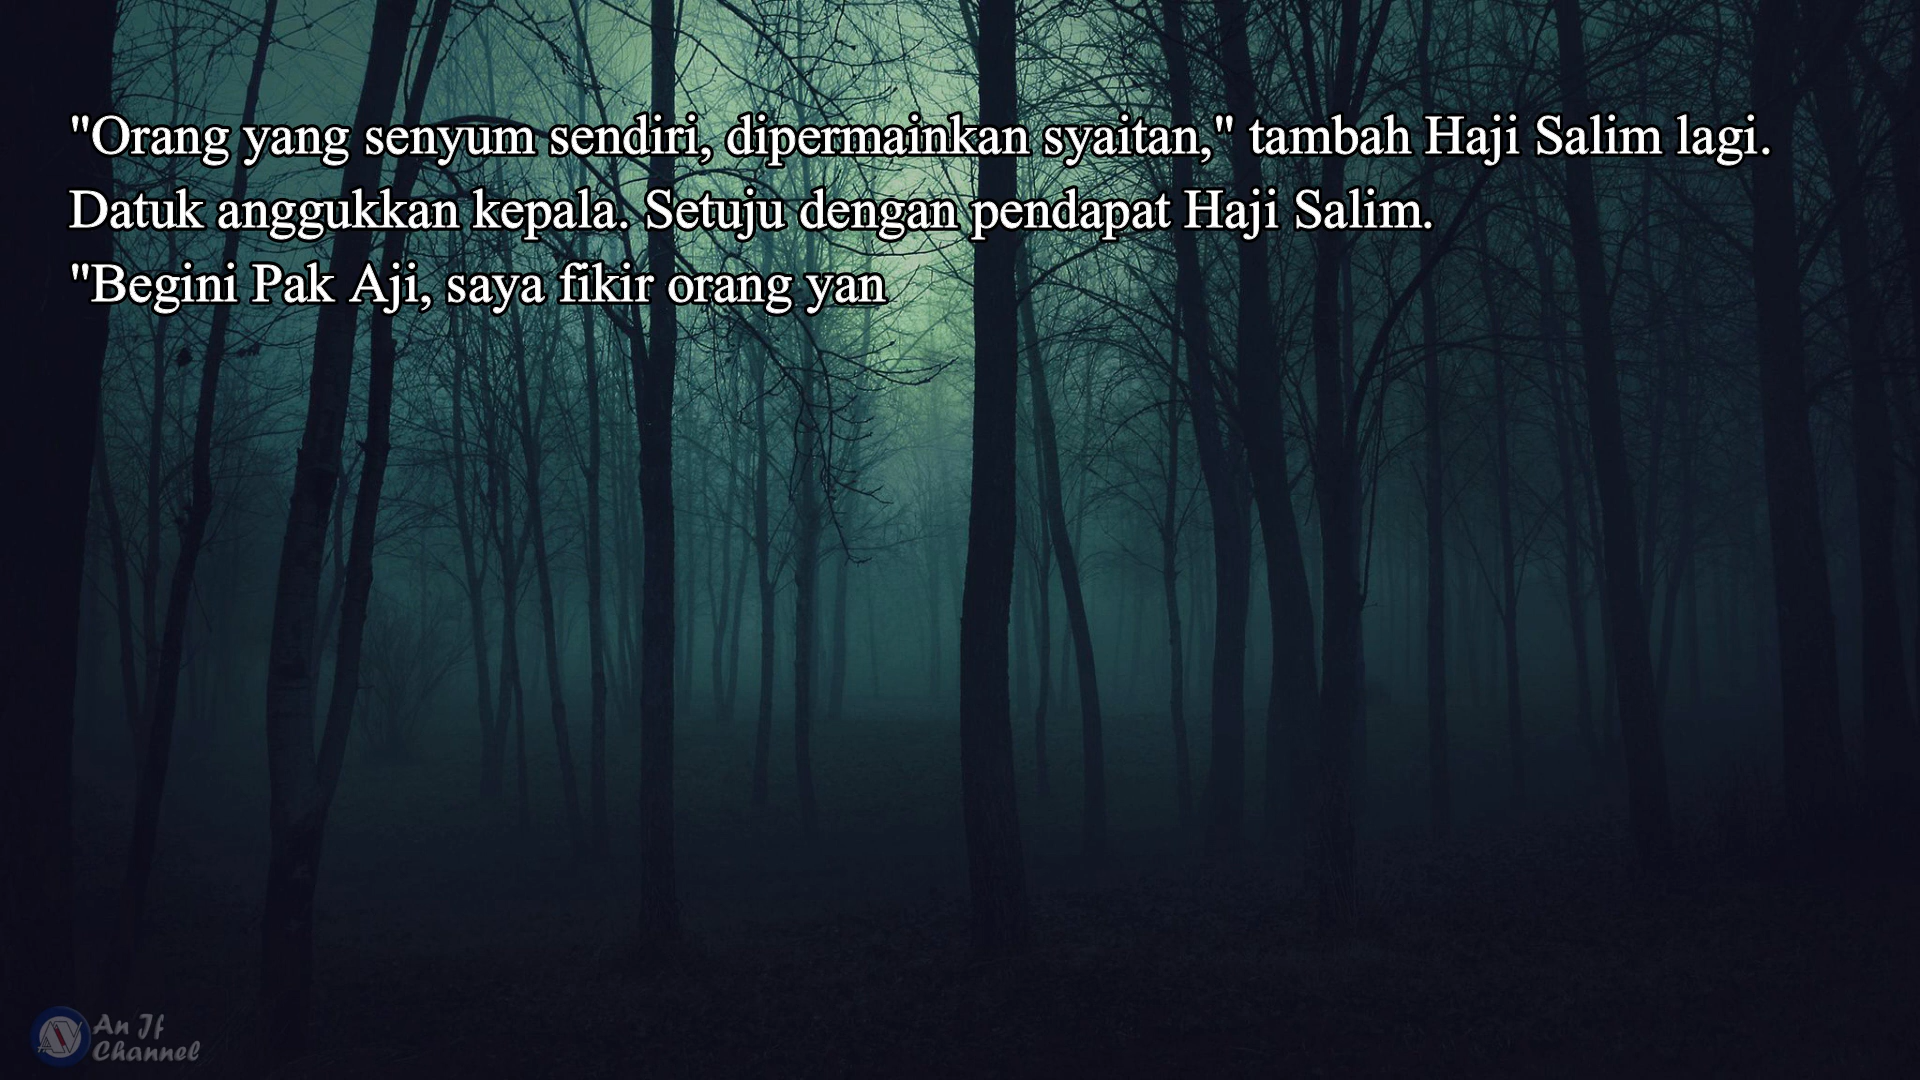 "Orang yang senyum sendiri, dipermainkan syaitan," tambah Haji Salim lagi.
Datuk anggukkan kepala. Setuju dengan pendapat Haji Salim.
"Begini Pak Aji, saya fikir orang yan
An Jf
Channel